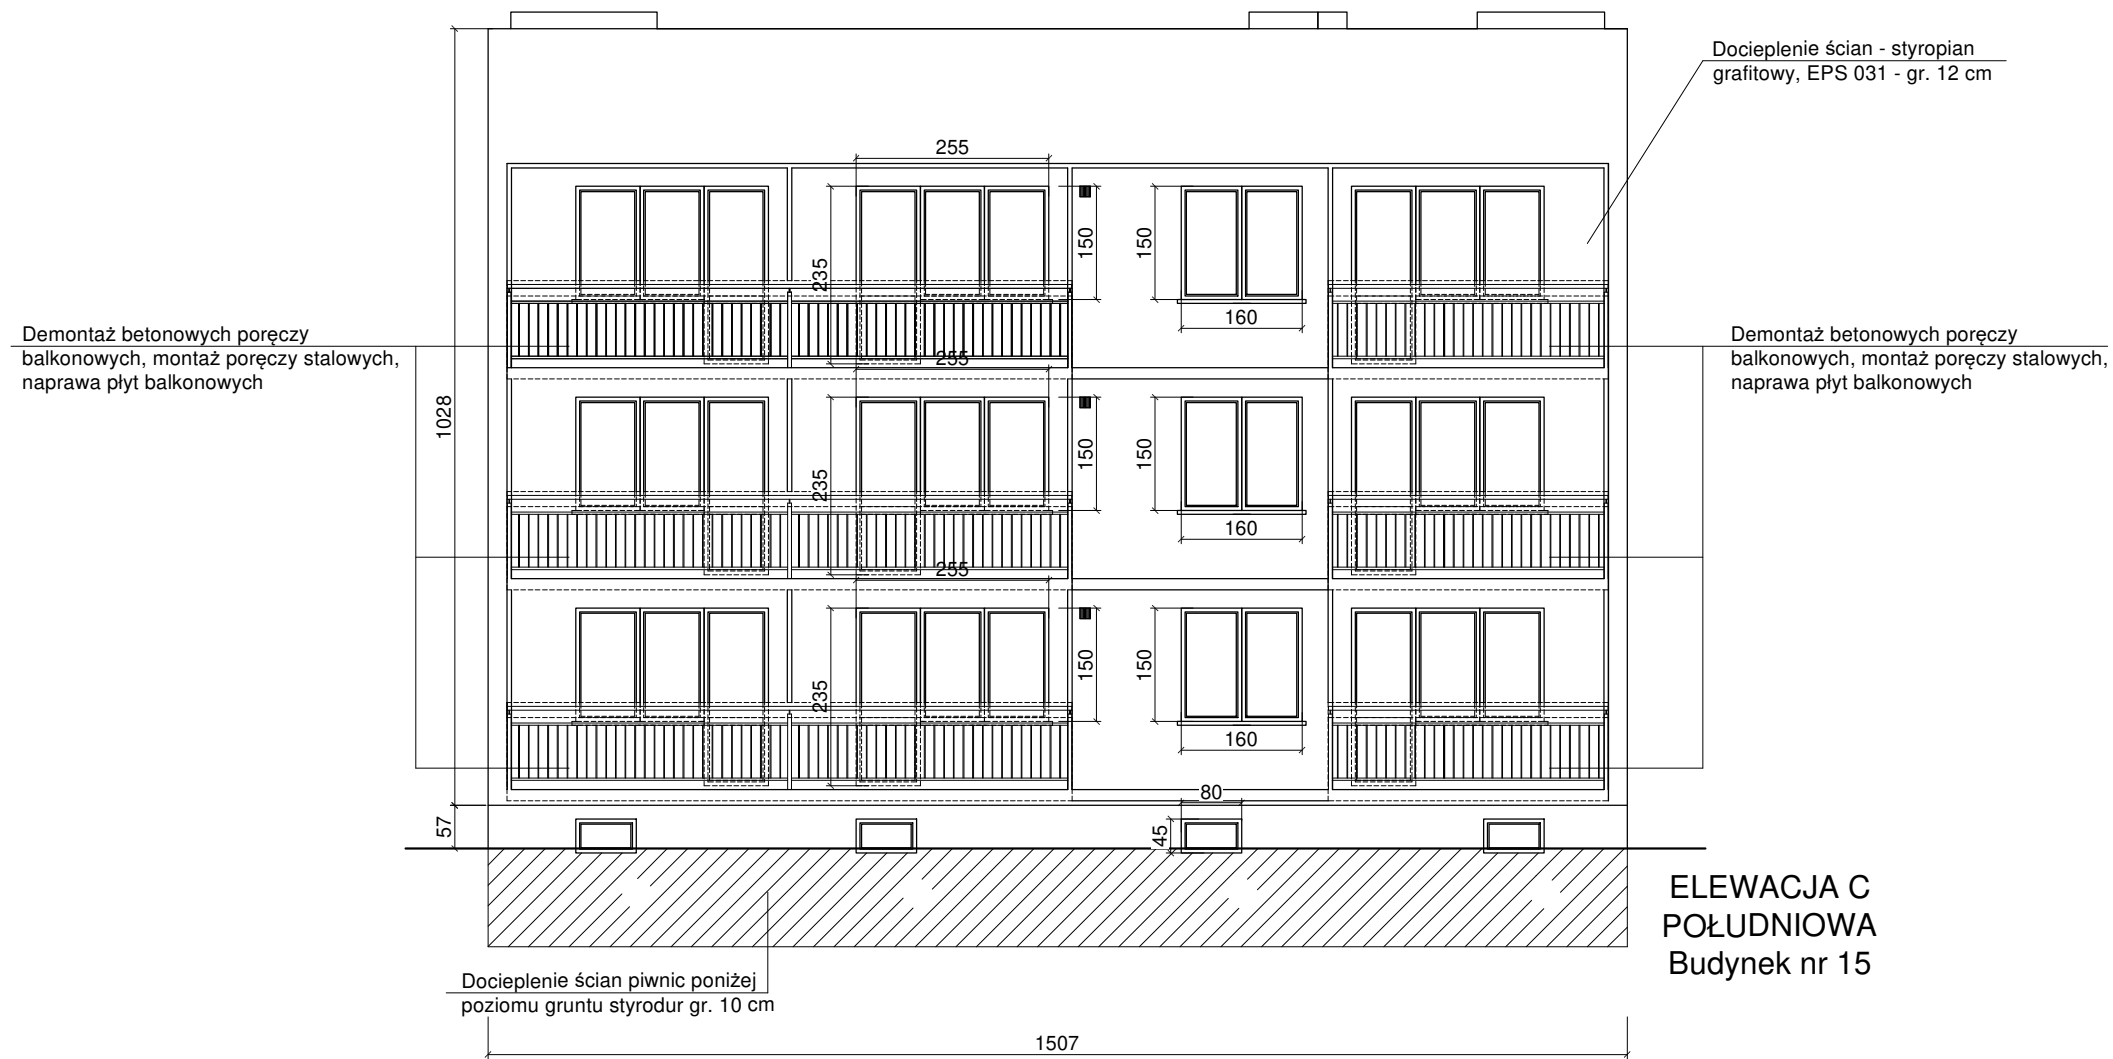 Docieplenie ścian - styropian
grafitowy, EPS 031 - gr. 12 cm
255
235
150
150
160
Demontaż betonowych poręczy
balkonowych, montaż poręczy stalowych,
naprawa płyt balkonowych
Demontaż betonowych poręczy
balkonowych, montaż poręczy stalowych,
naprawa płyt balkonowych
1028
255
235
150
150
160
255
235
150
150
160
80
57
45
ELEWACJA C
POŁUDNIOWA
Budynek nr 15
Docieplenie ścian piwnic poniżej
poziomu gruntu styrodur gr. 10 cm
1507